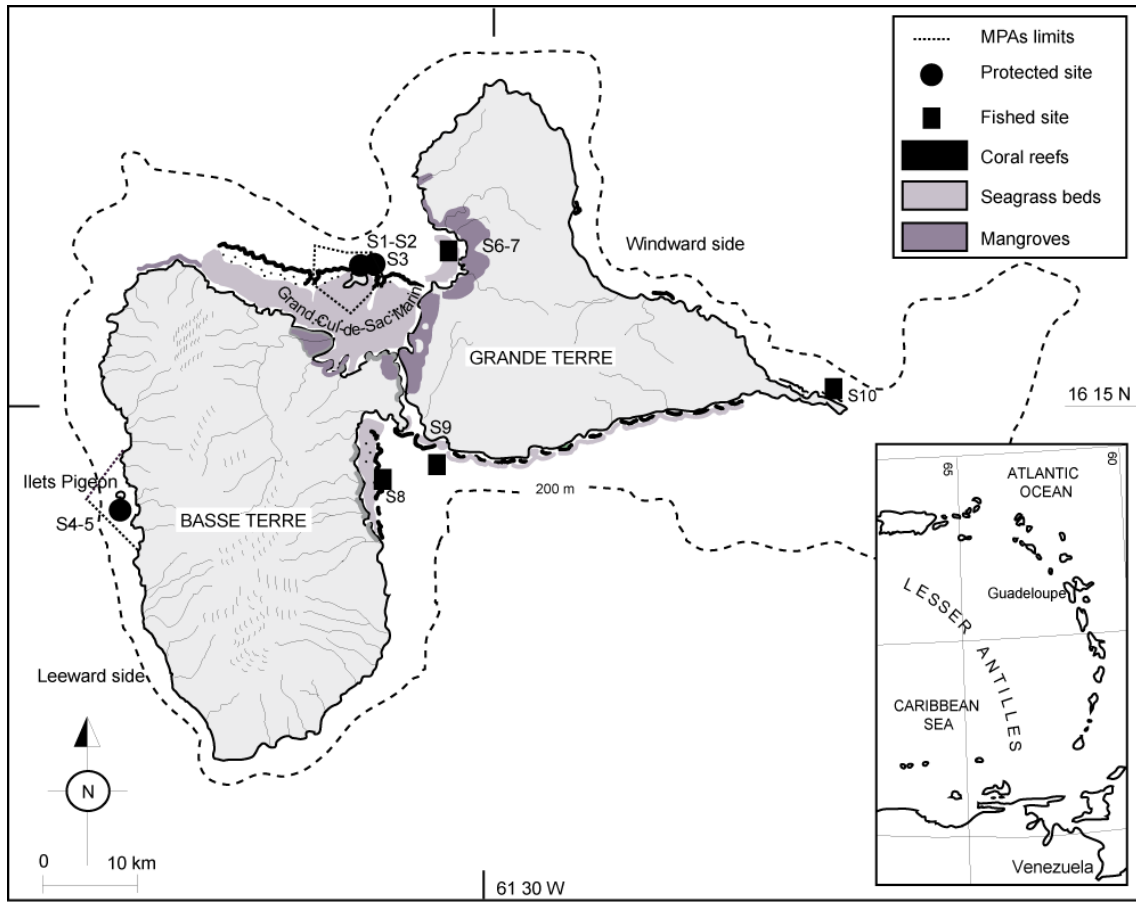 MPAs limits
Protected site
Fished site
Coral reefs
Seagrass beds
Mangroves
S1-S2
S3
S6-7
Windward side
Grand Cul-de-Sac Marin
GRANDE TERRE
S10
16 15 N
S9
Ilets Pigeon
S4-5
S8
200 m
BASSE TERRE
Leeward side
N
0 10 km
61 30 W
65
60
ATLANTIC
OCEAN
Guadeloupe
LESSER
ANTILLES
CARIBBEAN
SEA
Venezuela